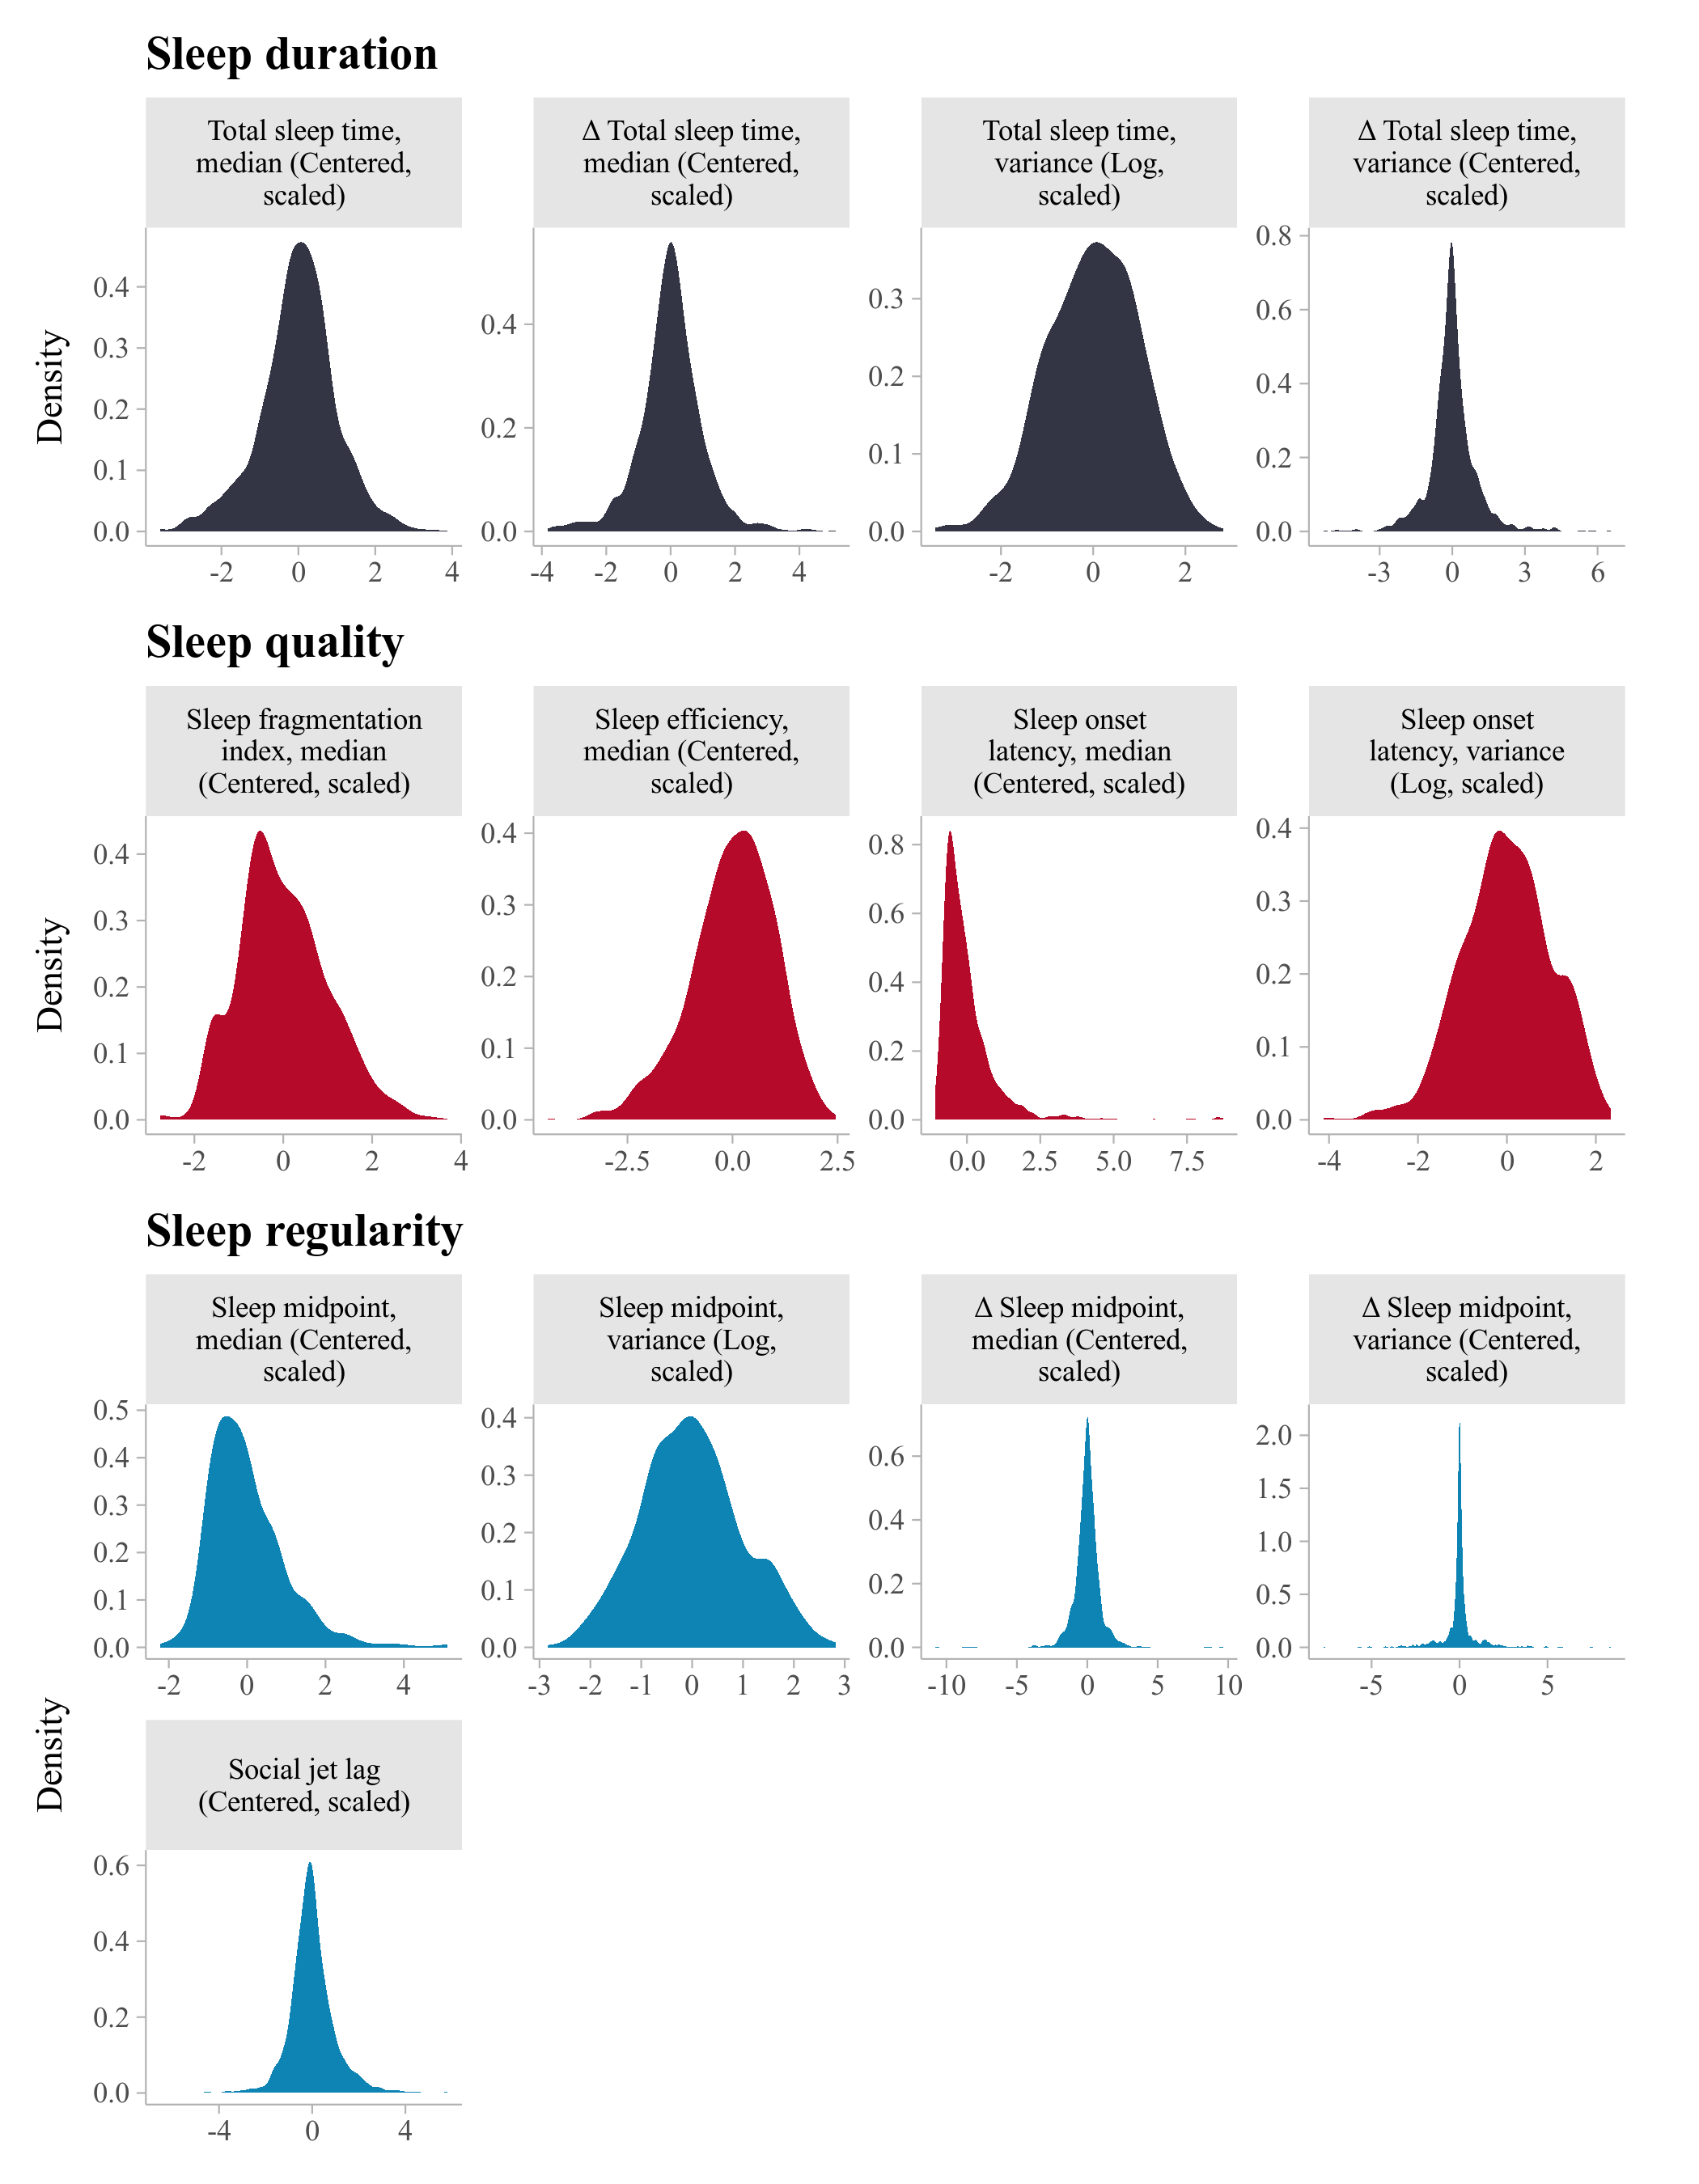 Sleep duration
Total sleep time,
median (Centered,
scaled)
Δ Total sleep time,
median (Centered,
scaled)
Total sleep time,
variance (Log,
scaled)
Δ Total sleep time,
variance (Centered,
scaled)
Density
0.4
0.3
0.2
0.1
0.0
-2 0 2 4
0.4
0.2
0.0
-4 -2 0 2 4
0.3
0.2
0.1
0.0
-2 0 2
0.8
0.6
0.4
0.2
0.0
-3 0 3 6
Sleep quality
Sleep fragmentation
index, median
(Centered, scaled)
Sleep efficiency,
median (Centered,
scaled)
Sleep onset
latency, median
(Centered, scaled)
Sleep onset
latency, variance
(Log, scaled)
Density
0.4
0.3
0.2
0.1
0.0
-2 0 2 4
0.4
0.3
0.2
0.1
0.0
-2.5 0.0 2.5
0.8
0.6
0.4
0.2
0.0
0.0 2.5 5.0 7.5
0.4
0.3
0.2
0.1
0.0
-4 -2 0 2
Sleep regularity
Sleep midpoint,
median (Centered,
scaled)
Sleep midpoint,
variance (Log,
scaled)
Δ Sleep midpoint,
median (Centered,
scaled)
Δ Sleep midpoint,
variance (Centered,
scaled)
0.5
0.4
0.3
0.2
0.1
0.0
-2 0 2 4
0.4
0.3
0.2
0.1
0.0
-3 -2 -1 0 1 2 3
0.6
0.4
0.2
0.0
-10 -5 0 5 10
2.0
1.5
1.0
0.5
0.0
-5 0 5
Density
Social jet lag
(Centered, scaled)
0.6
0.4
0.2
0.0
-4 0 4